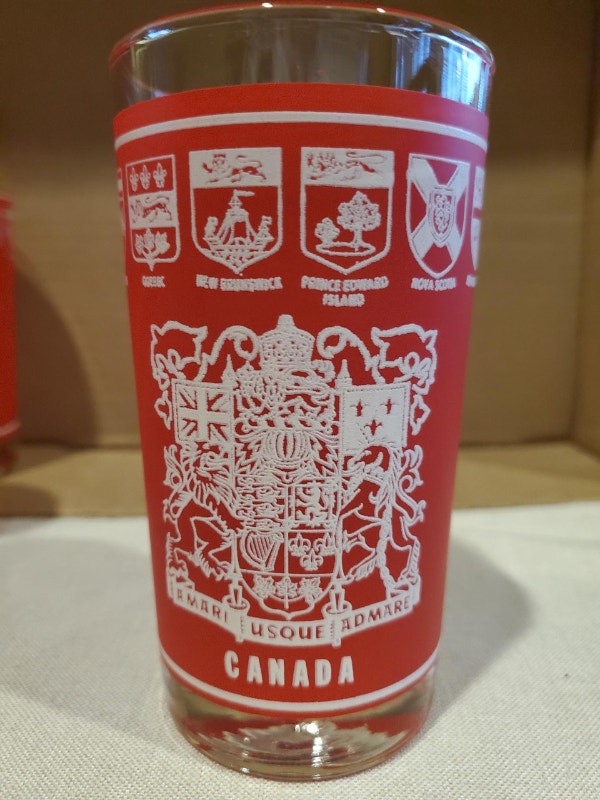 QUEBEC
NEW BRUNSWICK
PRINCE EDWARD
ISLAND
NOVA SCOTIA
A MARI USQUE AD MARE
CANADA